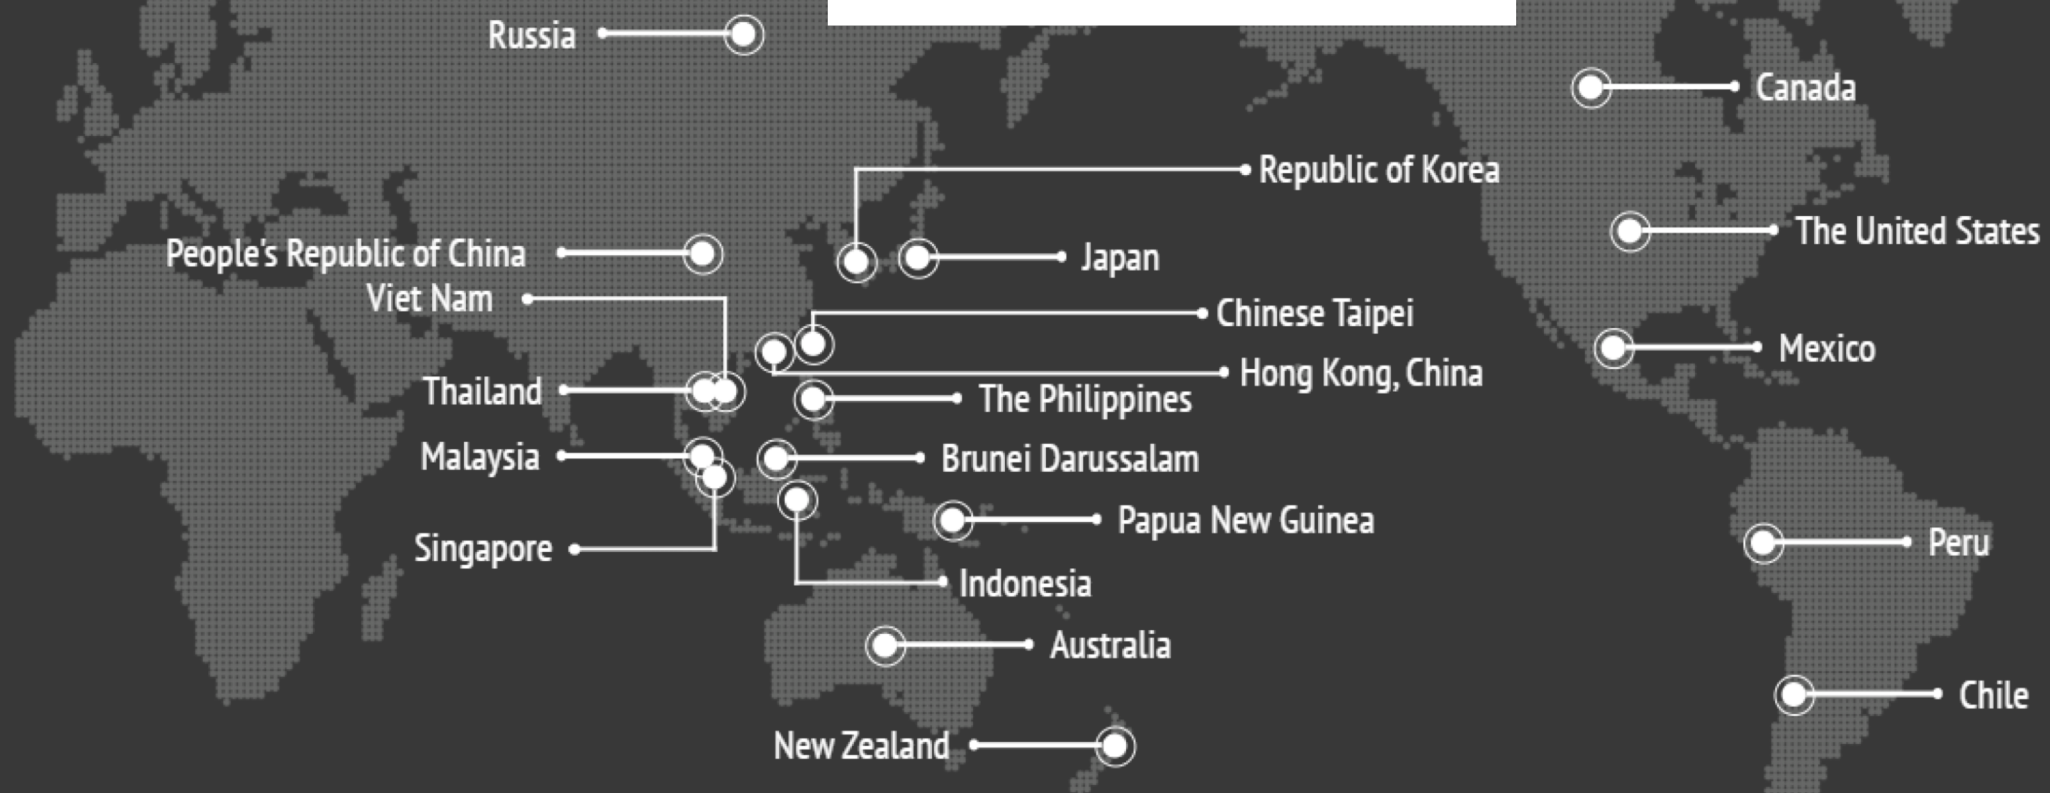 Russia
Canada
Republic of Korea
The United States
People's Republic of China
Japan
Viet Nam
Chinese Taipei
Mexico
Hong Kong, China
Thailand
The Philippines
Malaysia
Brunei Darussalam
Papua New Guinea
Peru
Singapore
Indonesia
Australia
Chile
New Zealand